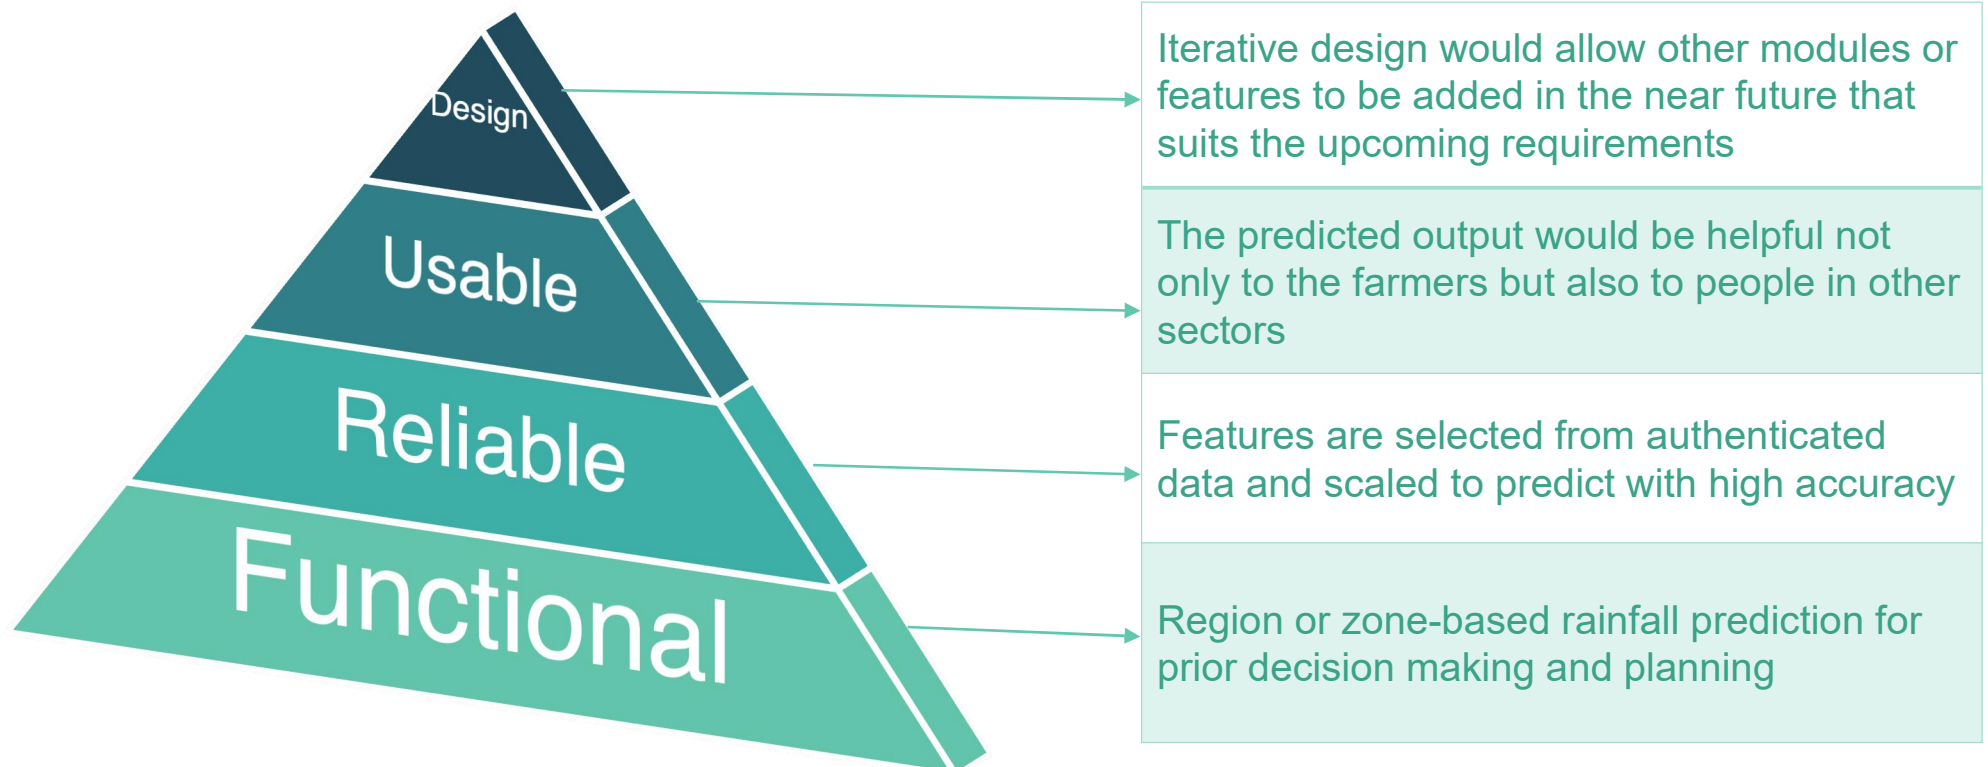 Design
Iterative design would allow other modules or
features to be added in the near future that
suits the upcoming requirements
Usable
The predicted output would be helpful not
only to the farmers but also to people in other
sectors
Reliable
Features are selected from authenticated
data and scaled to predict with high accuracy
Functional
Region or zone-based rainfall prediction for
prior decision making and planning